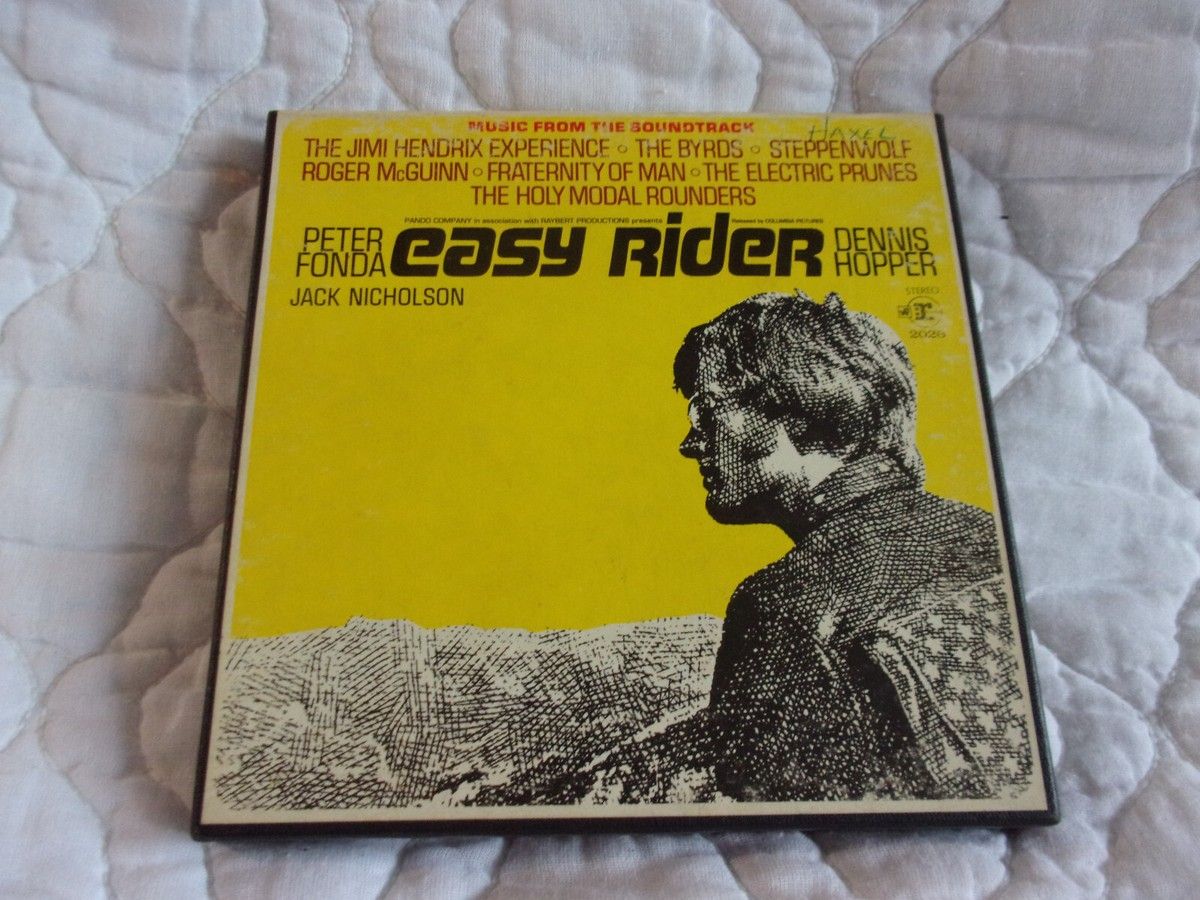 MUSIC FROM THE SOUNDTRACK
HAXEL
THE JIMI HENDRIX EXPERIENCE ◦ THE BYRDS ◦ STEPPENWOLF
ROGER McGUINN ◦ FRATERNITY OF MAN ◦ THE ELECTRIC PRUNES
THE HOLY MODAL ROUNDERS
PANDO COMPANY in association with RAYBERT PRODUCTIONS presents
Released by COLUMBIA PICTURES
PETER FONDA
easy Rider
DENNIS HOPPER
JACK NICHOLSON
STEREO
2026